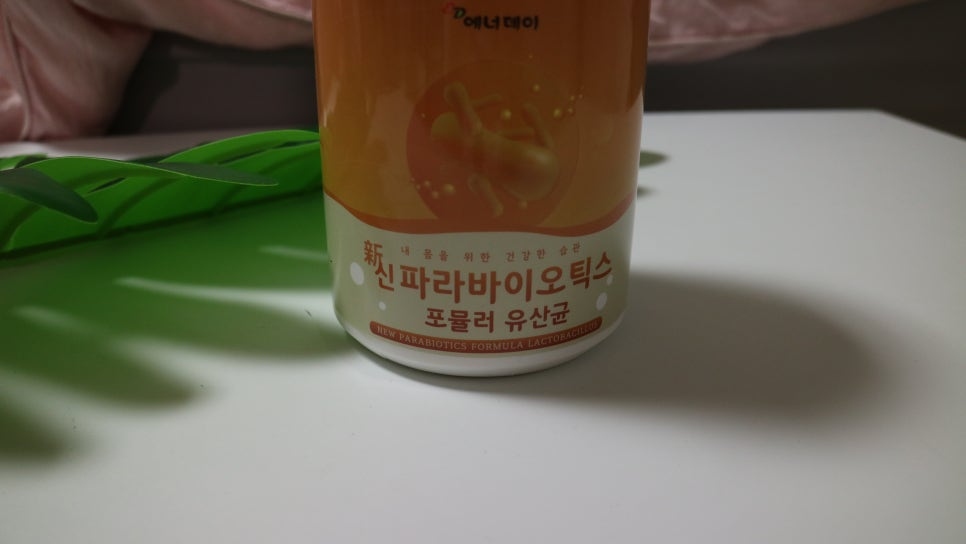 에너데이
내 몸을 위한 건강한 습관
新신파라바이오틱스
포뮬러 유산균
NEW PARABIOTICS FORMULA LACTOBACILLUS